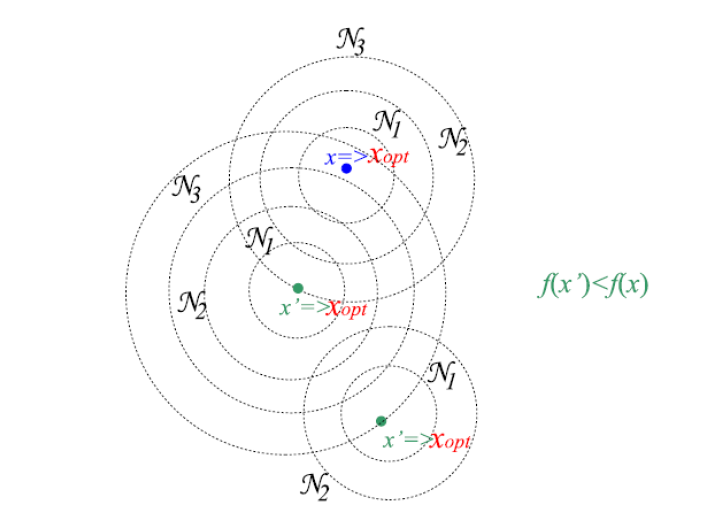 𝒩3
𝒩1
𝒩2
x=>xopt
𝒩3
𝒩1
f(x’)<f(x)
𝒩2
x’=>xopt
𝒩1
x’=>xopt
𝒩2